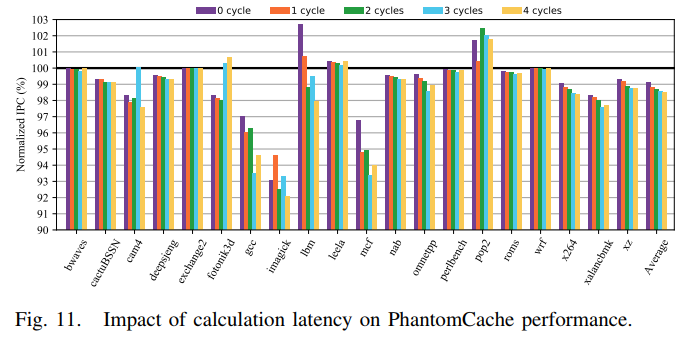 0 cycle 1 cycle 2 cycles 3 cycles 4 cycles
103
102
101
100
99
98
97
96
95
94
93
92
91
90
Normalized IPC (%)
bwaves
cactuBSSN
cam4
deepsjeng
exchange2
fotonik3d
gcc
imagick
lbm
leela
mcf
nab
omnetpp
perlbench
pop2
roms
wrf
x264
xalancbmk
xz
Average
Fig. 11. Impact of calculation latency on PhantomCache performance.